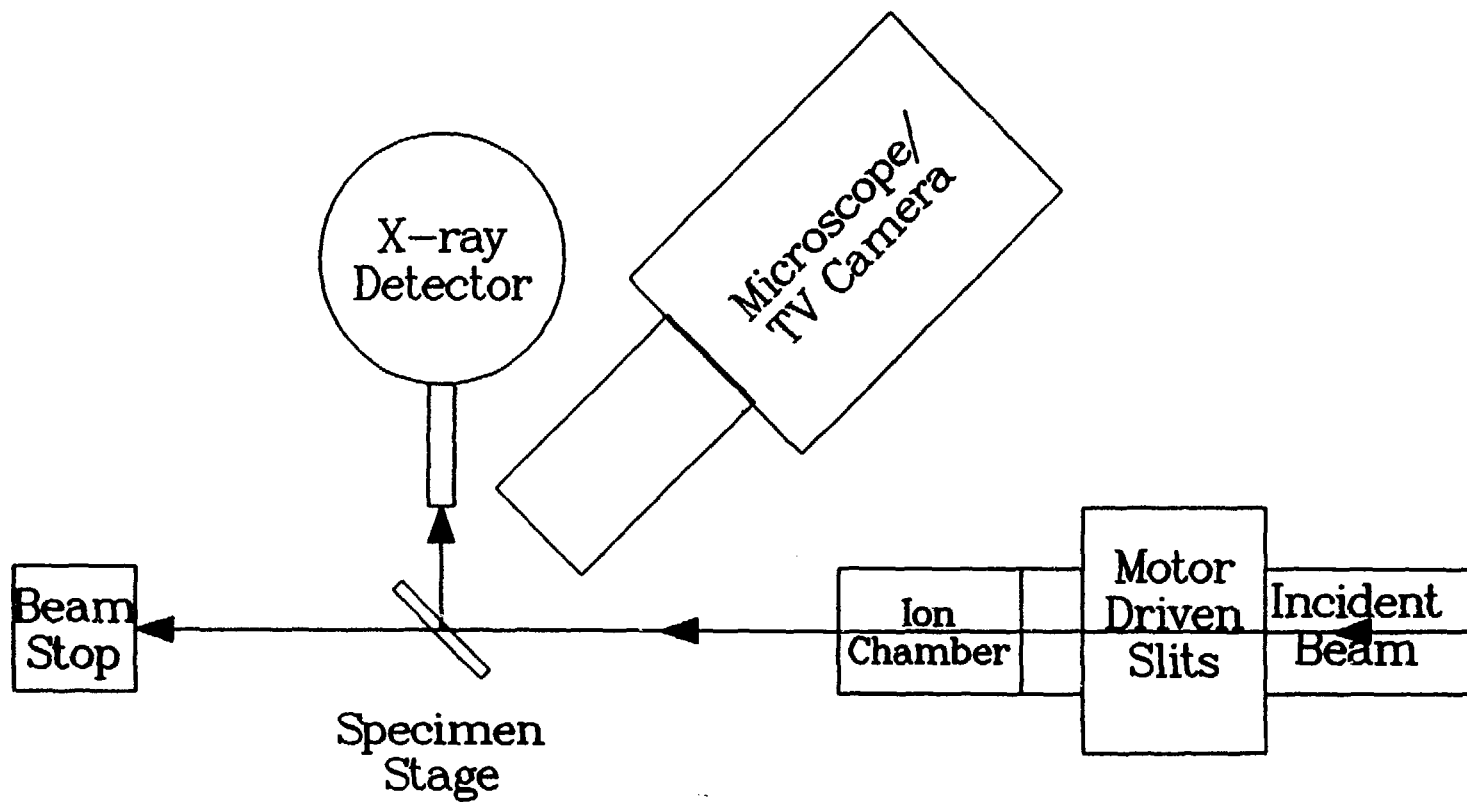 X-ray
Detector
Microscope/
TV Camera
Beam
Stop
Specimen
Stage
Ion
Chamber
Motor
Driven
Slits
Incident
Beam